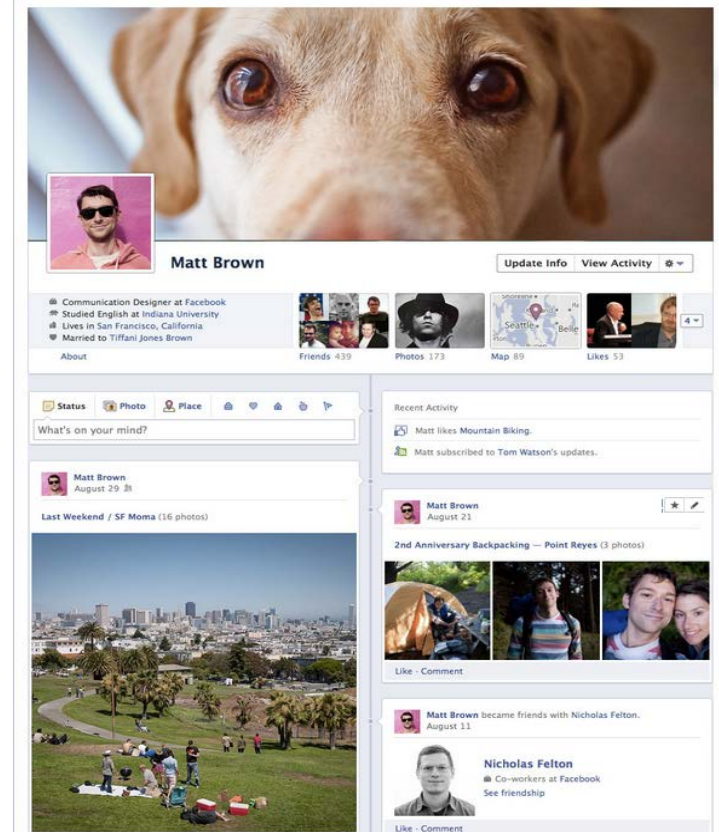 Matt Brown
Update Info
View Activity
Communication Designer at Facebook
Studied English at Indiana University
Lives in San Francisco, California
Married to Tiffani Jones Brown
About
Friends 439
Photos 173
Seattle
Belle
Map 89
Likes 53
4
Status
Photo
Place
What's on your mind?
Matt Brown
August 29
Last Weekend / SF Moma (16 photos)
Recent Activity
Matt likes Mountain Biking.
Matt subscribed to Tom Watson's updates.
Matt Brown
August 21
2nd Anniversary Backpacking — Point Reyes (3 photos)
Like · Comment
Matt Brown became friends with Nicholas Felton.
August 11
Nicholas Felton
Co-workers at Facebook
See friendship
Like · Comment